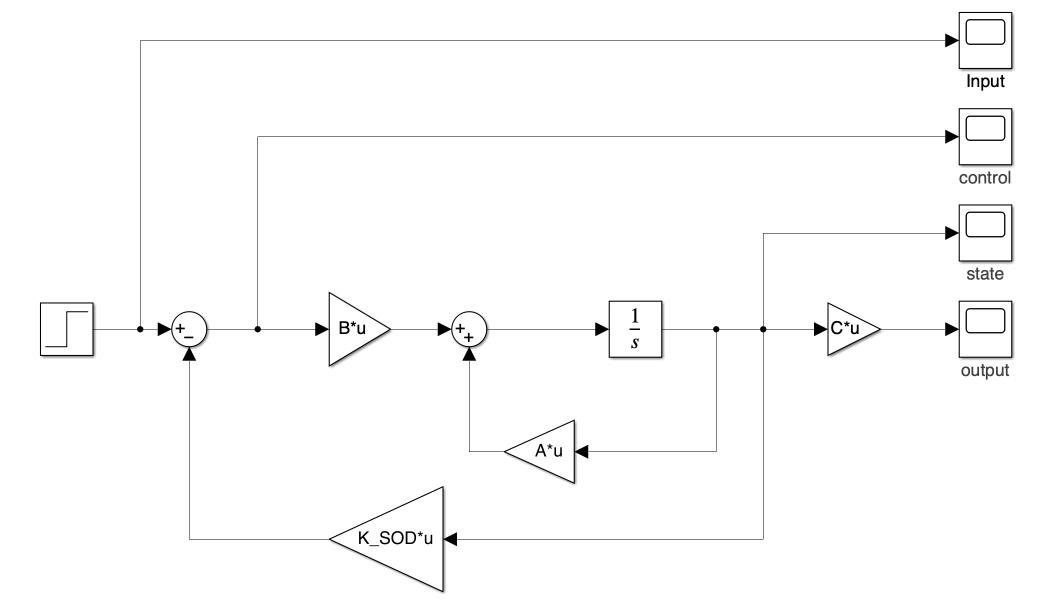 Input
control
state
+
−
B*u
+
+
1
s
C*u
output
A*u
K_SOD*u